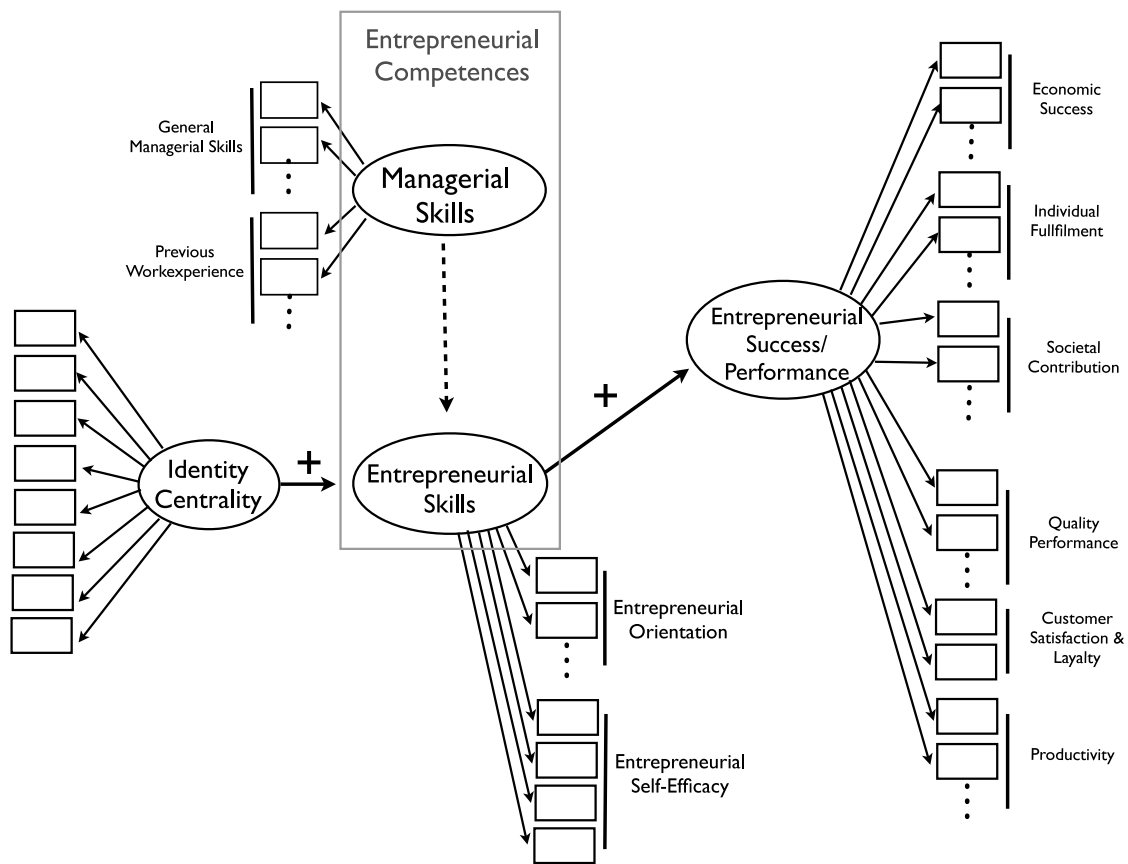 Entrepreneurial
Competences
General
Managerial Skills
Previous
Workexperience
Managerial
Skills
Identity
Centrality
+
Entrepreneurial
Skills
+
Entrepreneurial
Success/
Performance
Entrepreneurial
Orientation
Entrepreneurial
Self-Efficacy
Economic
Success
Individual
Fullfilment
Societal
Contribution
Quality
Performance
Customer
Satisfaction &
Layalty
Productivity